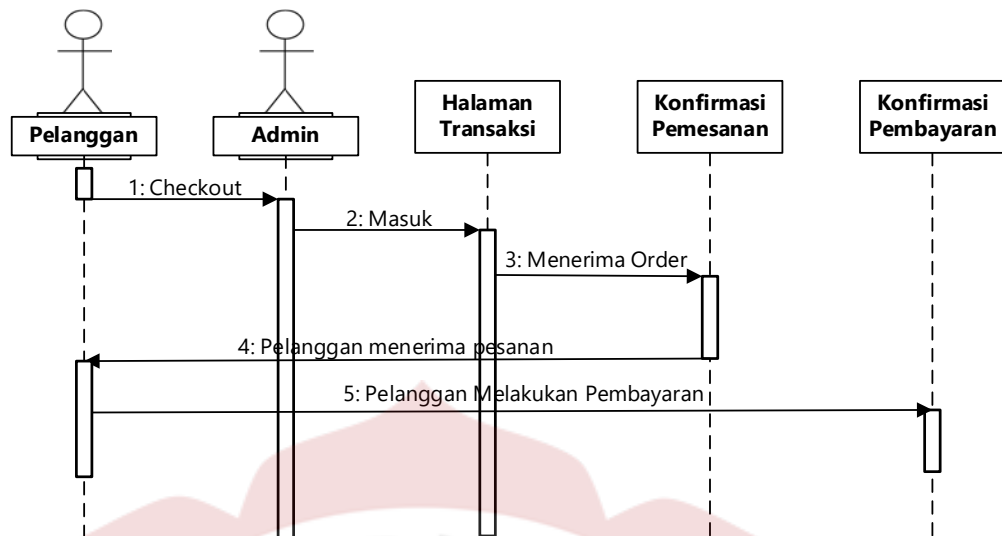 Pelanggan
Admin
Halaman
Transaksi
Konfirmasi
Pemesanan
Konfirmasi
Pembayaran
1: Checkout
2: Masuk
3: Menerima Order
4: Pelanggan menerima pesanan
5: Pelanggan Melakukan Pembayaran